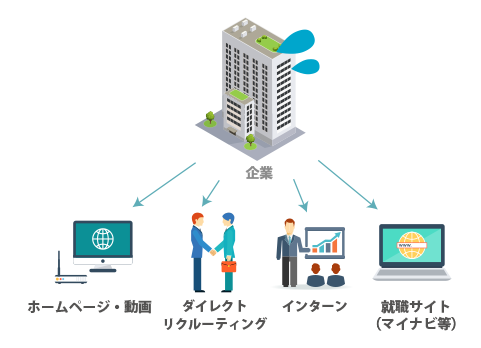 企業
www.
ホームページ・動画
ダイレクト
リクルーティング
インターン
就職サイト
（マイナビ等）